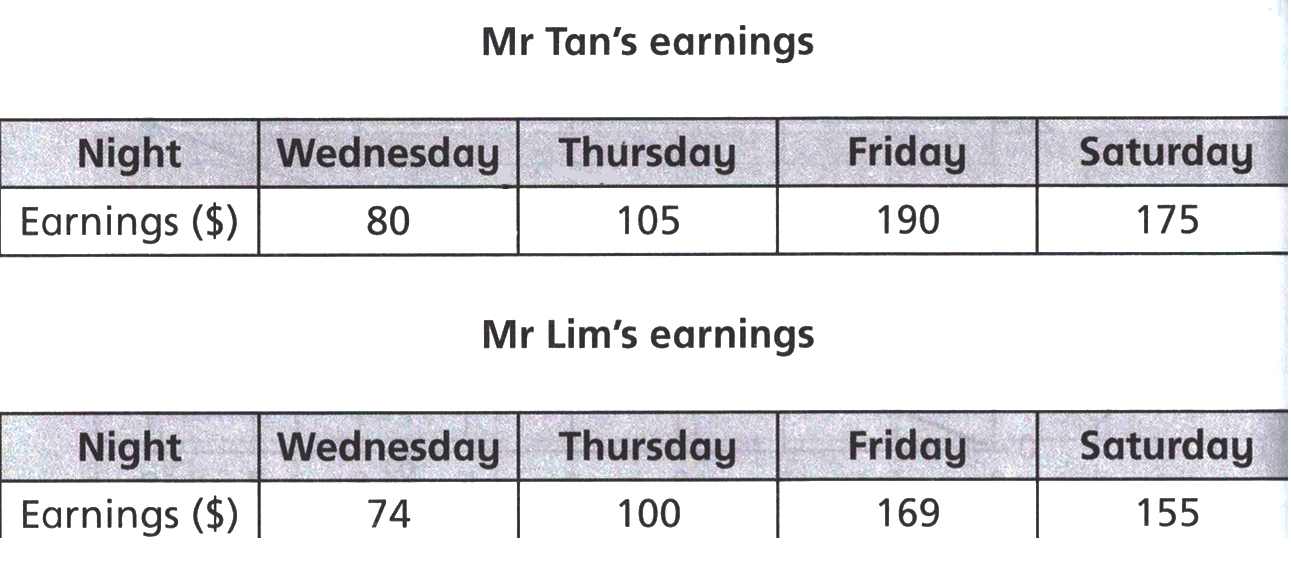 Mr Tan's earnings
Night Wednesday Thursday Friday Saturday
Earnings ($) 80 105 190 175
Mr Lim's earnings
Night Wednesday Thursday Friday Saturday
Earnings ($) 74 100 169 155